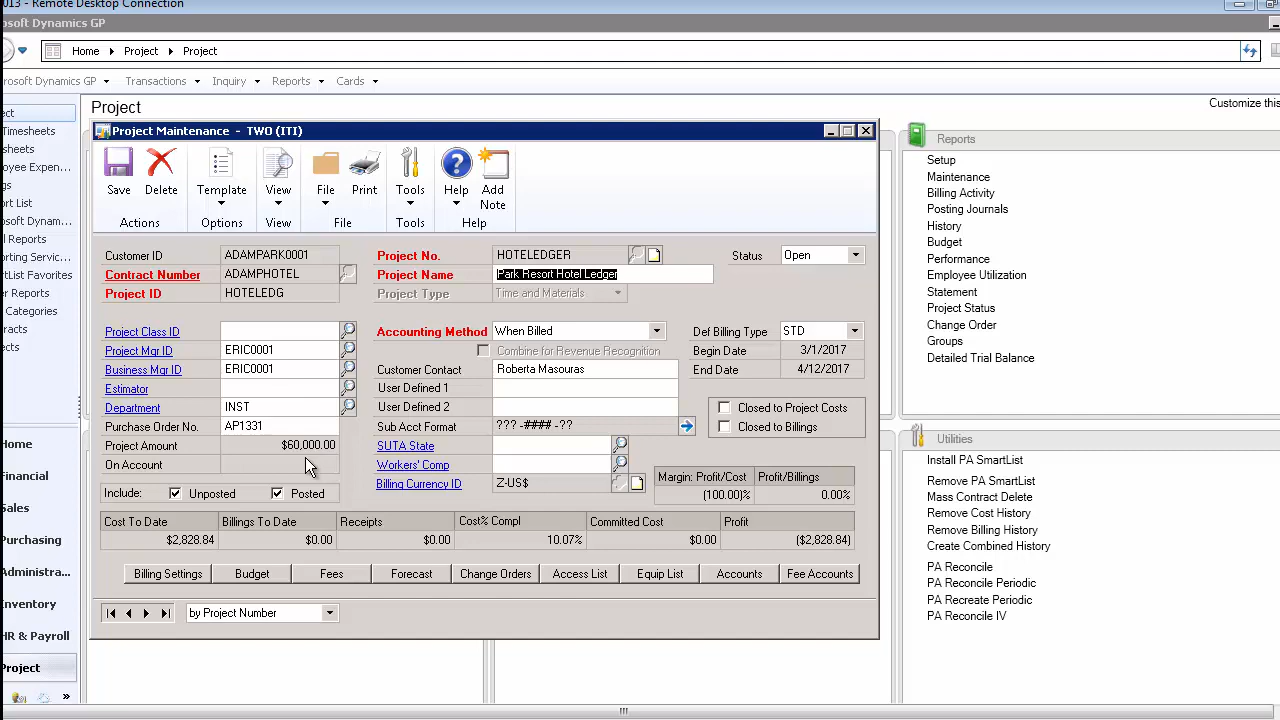 013 - Remote Desktop Connection
osoft Dynamics GP
Home Project Project
rosoft Dynamics GP Transactions Inquiry Reports Cards
Project
Customize this
ect
Timesheets
sheets
oyee Expen...
gs
ort List
osoft Dynam...
l Reports
orting Servic...
rtList Favorites
er Reports
Categories
racts
ects
ome
inancial
ales
urchasing
dministra...
nventory
HR & Payroll
Project
»
Project Maintenance - TWO (ITI)
Save Delete Template View File Print Tools Help Add Note
Actions Options View File Tools Help
Customer ID ADAMPARK0001 Project No. HOTELEDGER Status Open
Contract Number ADAMPHOTEL Project Name Park Resort Hotel Ledger
Project ID HOTELEDG Project Type Time and Materials
Project Class ID Accounting Method When Billed Def Billing Type STD
Project Mgr ID ERIC0001 Combine for Revenue Recognition Begin Date 3/1/2017
Business Mgr ID ERIC0001 Customer Contact Roberta Masouras End Date 4/12/2017
Estimator User Defined 1
Department INST User Defined 2 Closed to Project Costs
Purchase Order No. AP1331 Sub Acct Format ??? -#### -?? Closed to Billings
Project Amount $60,000.00 SUTA State
On Account Workers' Comp Margin: Profit/Cost Profit/Billings
Billing Currency ID Z-US$ (100.00)% 0.00%
Include: Unposted Posted
Cost To Date Billings To Date Receipts Cost% Compl Committed Cost Profit
$2,828.84 $0.00 $0.00 10.07% $0.00 ($2,828.84)
Billing Settings Budget Fees Forecast Change Orders Access List Equip List Accounts Fee Accounts
by Project Number
Reports
Setup
Maintenance
Billing Activity
Posting Journals
History
Budget
Performance
Employee Utilization
Statement
Project Status
Change Order
Groups
Detailed Trial Balance
Utilities
Install PA SmartList
Remove PA SmartList
Mass Contract Delete
Remove Cost History
Remove Billing History
Create Combined History
PA Reconcile
PA Reconcile Periodic
PA Recreate Periodic
PA Reconcile IV